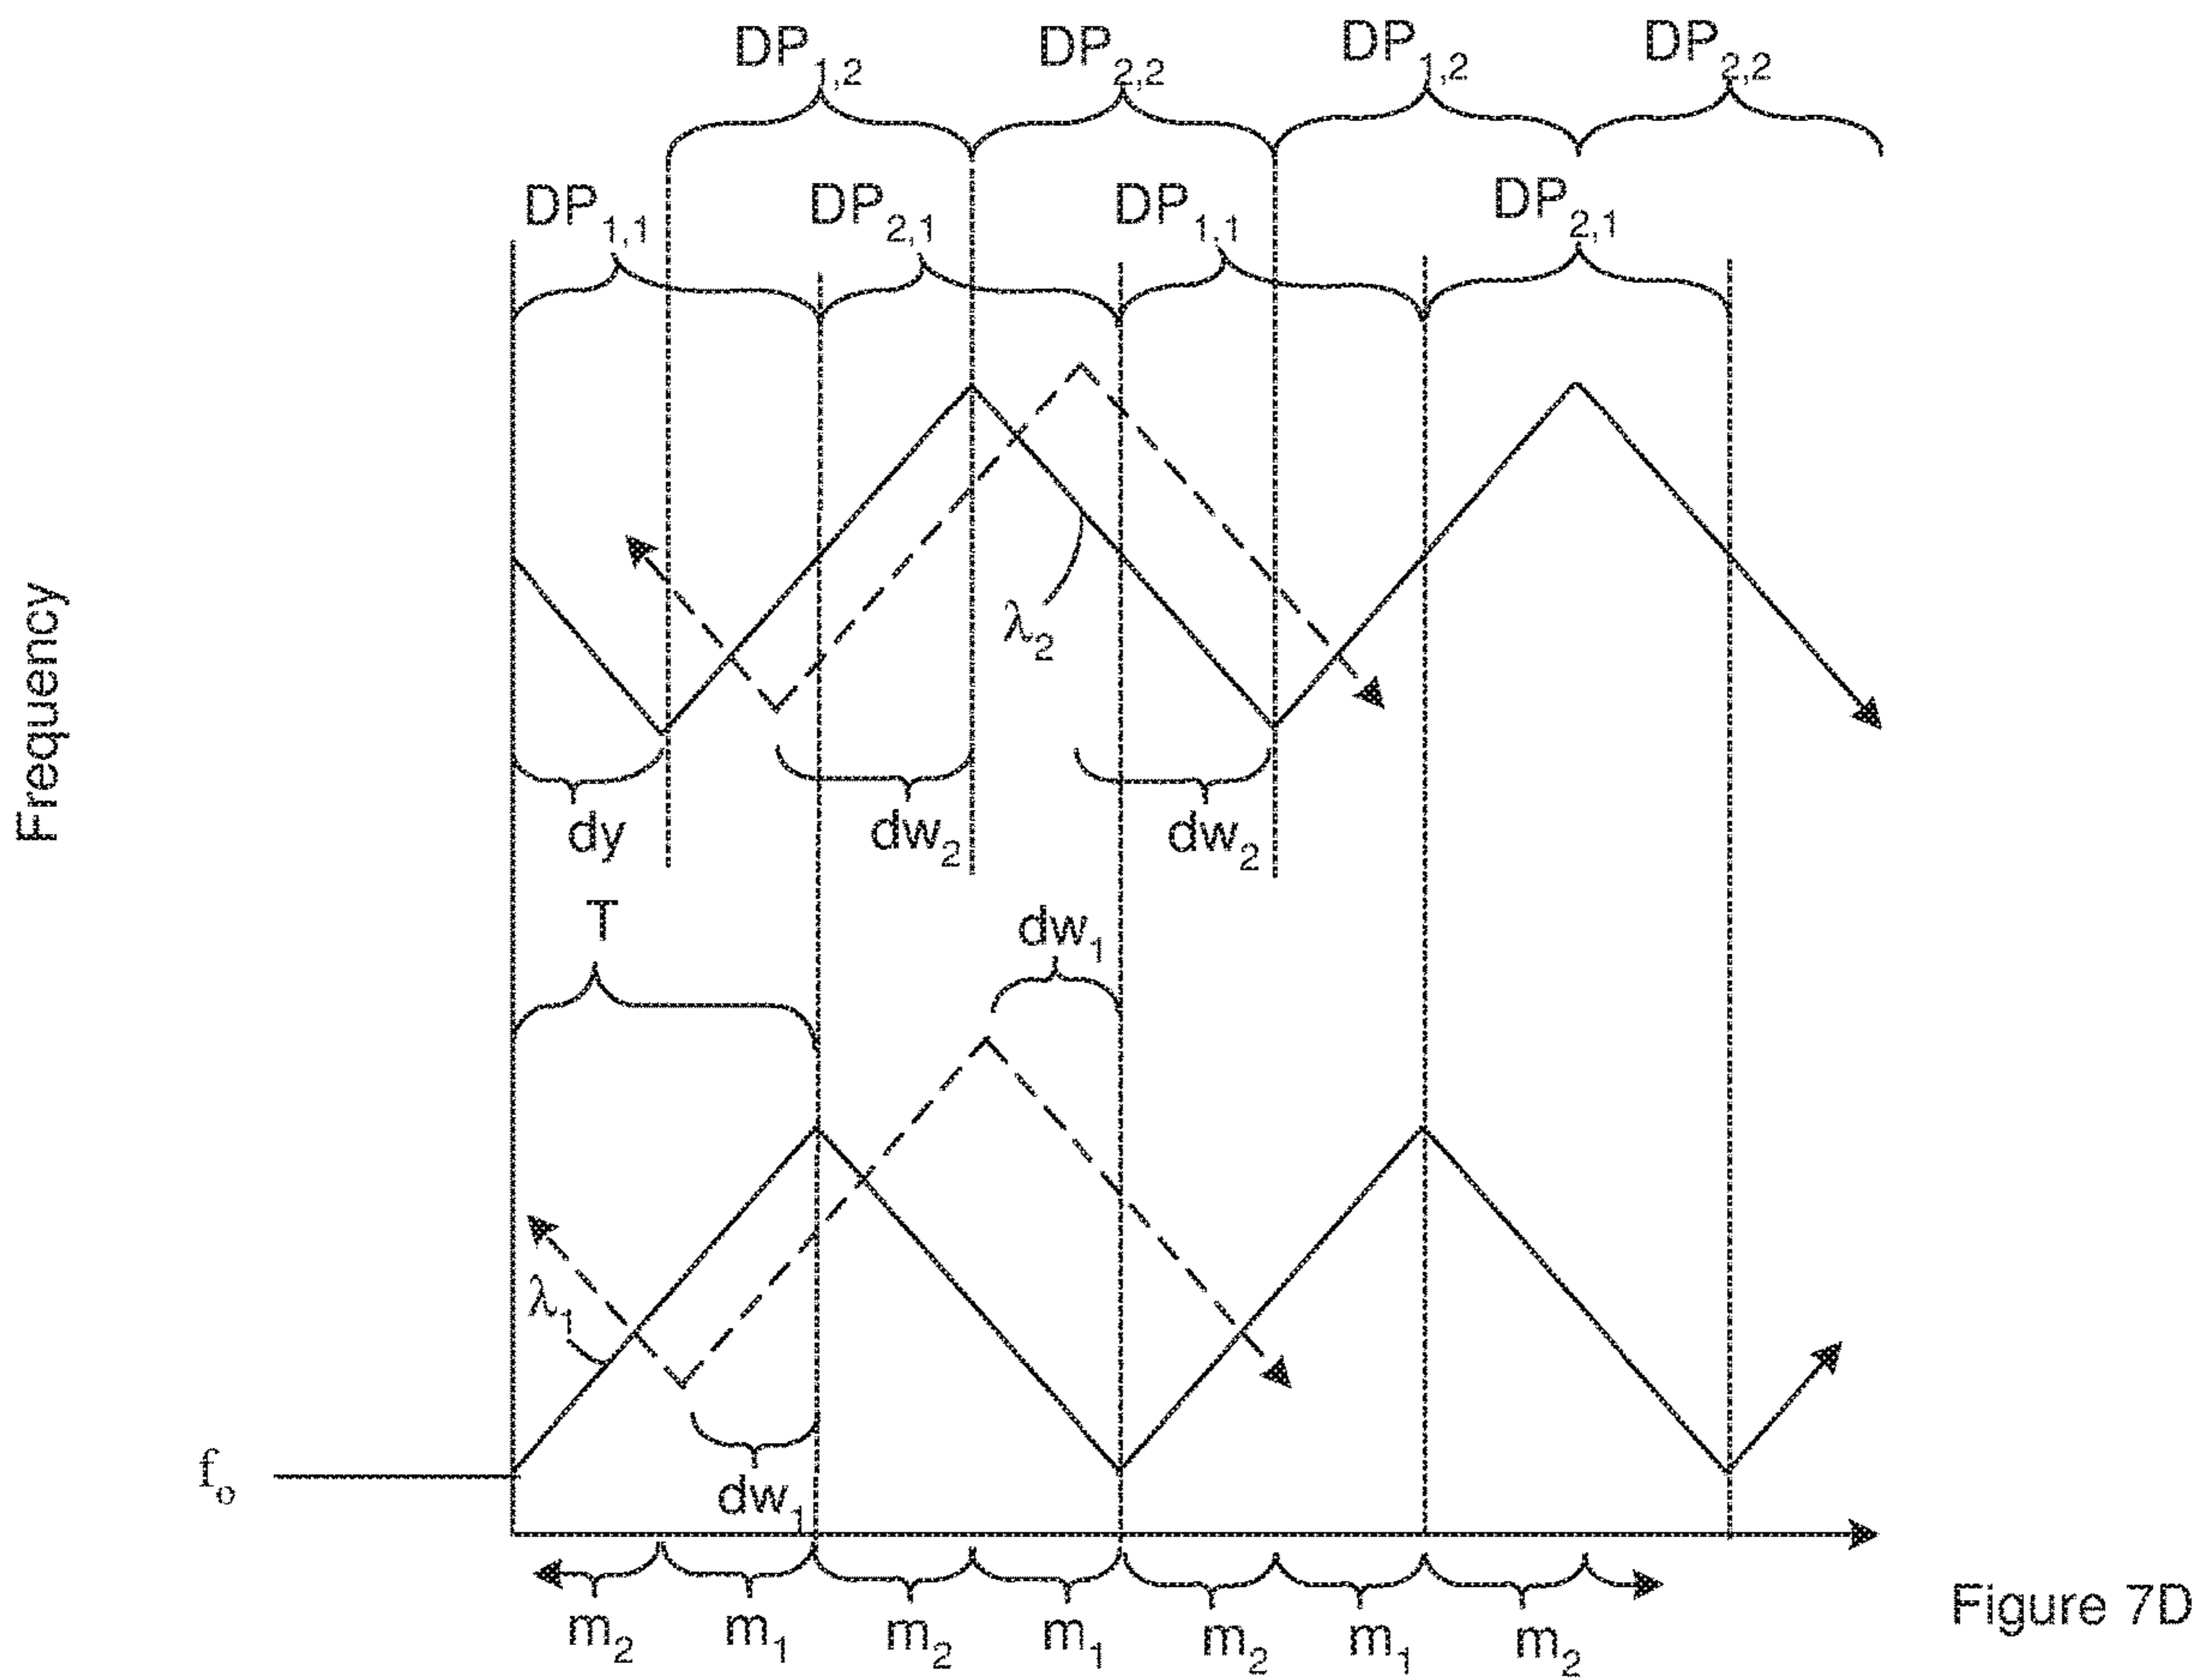 DP1,2 DP2,2 DP1,2 DP2,2
DP1,1 DP2,1 DP1,1 DP2,1
Frequency
λ2
dy dw2 dw2
T
dw1
λ1
fo
dw1
m2 m1 m2 m1 m2 m1 m2
Figure 7D